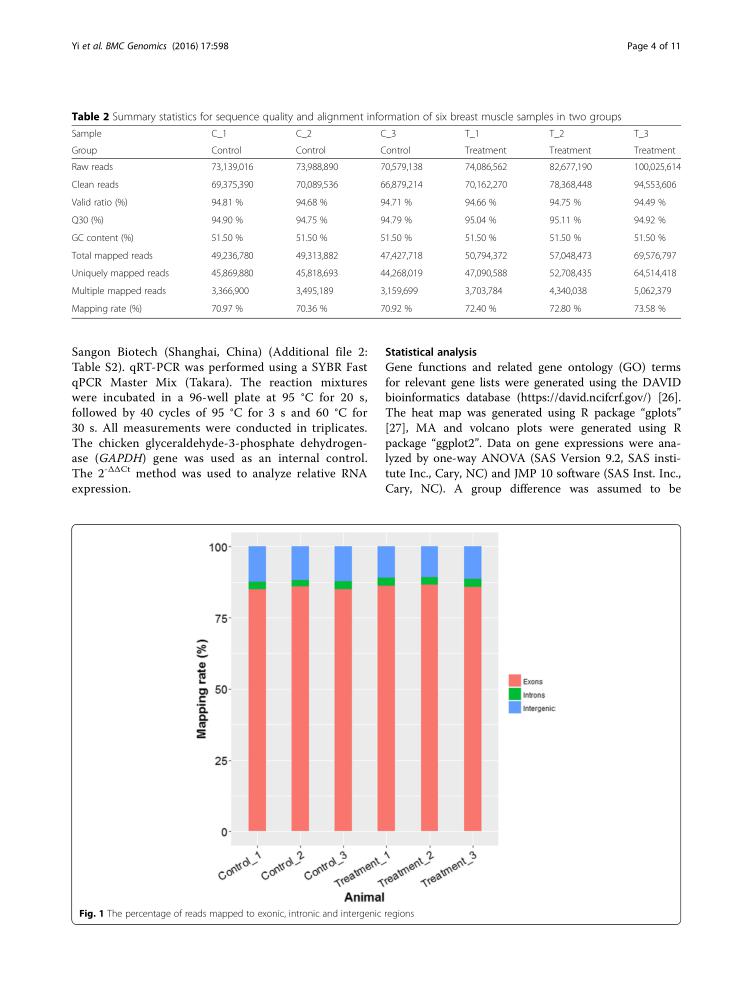 Yi et al. BMC Genomics (2016) 17:598
Page 4 of 11
Table 2 Summary statistics for sequence quality and alignment information of six breast muscle samples in two groups
Sample C_1 C_2 C_3 T_1 T_2 T_3
Group Control Control Control Treatment Treatment Treatment
Raw reads 73,139,016 73,988,890 70,579,138 74,086,562 82,677,190 100,025,614
Clean reads 69,375,390 70,089,536 66,879,214 70,162,270 78,368,448 94,553,606
Valid ratio (%) 94.81 % 94.68 % 94.71 % 94.66 % 94.75 % 94.49 %
Q30 (%) 94.90 % 94.75 % 94.79 % 95.04 % 95.11 % 94.92 %
GC content (%) 51.50 % 51.50 % 51.50 % 51.50 % 51.50 % 51.50 %
Total mapped reads 49,236,780 49,313,882 47,427,718 50,794,372 57,048,473 69,576,797
Uniquely mapped reads 45,869,880 45,818,693 44,268,019 47,090,588 52,708,435 64,514,418
Multiple mapped reads 3,366,900 3,495,189 3,159,699 3,703,784 4,340,038 5,062,379
Mapping rate (%) 70.97 % 70.36 % 70.92 % 72.40 % 72.80 % 73.58 %
Sangon Biotech (Shanghai, China) (Additional file 2:
Table S2). qRT-PCR was performed using a SYBR Fast
qPCR Master Mix (Takara). The reaction mixtures
were incubated in a 96-well plate at 95 °C for 20 s,
followed by 40 cycles of 95 °C for 3 s and 60 °C for
30 s. All measurements were conducted in triplicates.
The chicken glyceraldehyde-3-phosphate dehydrogen-
ase (GAPDH) gene was used as an internal control.
The 2-ΔΔCt method was used to analyze relative RNA
expression.
Statistical analysis
Gene functions and related gene ontology (GO) terms
for relevant gene lists were generated using the DAVID
bioinformatics database (https://david.ncifcrf.gov/) [26].
The heat map was generated using R package “gplots”
[27], MA and volcano plots were generated using R
package “ggplot2”. Data on gene expressions were ana-
lyzed by one-way ANOVA (SAS Version 9.2, SAS insti-
tute Inc., Cary, NC) and JMP 10 software (SAS Inst. Inc.,
Cary, NC). A group difference was assumed to be
100
75
50
25
0
Mapping rate (%)
Control_1 Control_2 Control_3 Treatment_1 Treatment_2 Treatment_3
Animal
Exons
Introns
Intergenic
Fig. 1 The percentage of reads mapped to exonic, intronic and intergenic regions